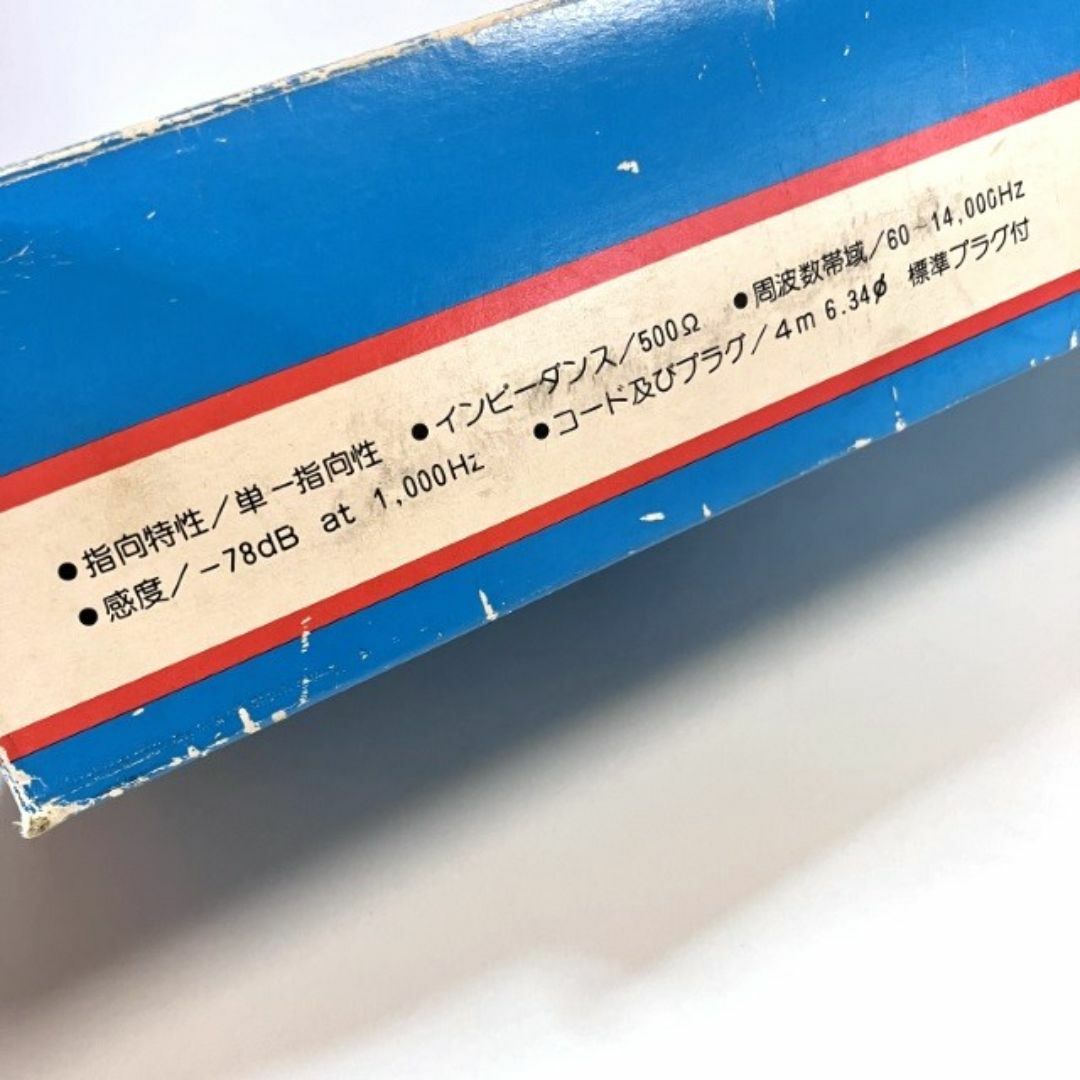 ●指向特性/単一指向性 ●インピーダンス/500Ω ●周波数帯域/60~14,000Hz
●感度/-78dB at 1,000Hz ●コード及びプラグ/4m 6.34φ 標準プラグ付